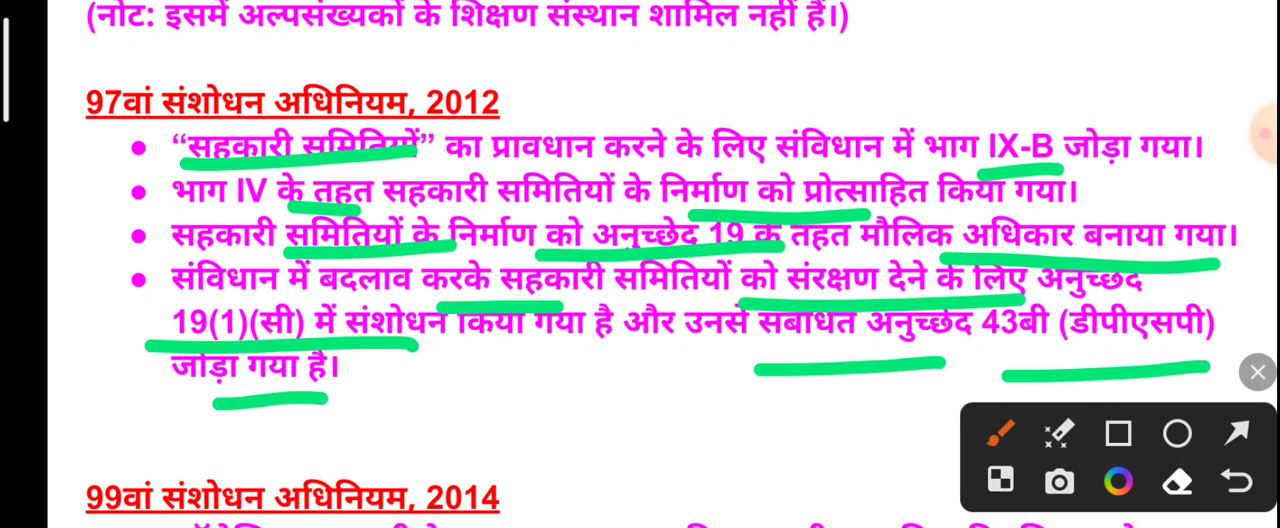 (नोट: इसमें अल्पसंख्यकों के शिक्षण संस्थान शामिल नहीं हैं।)
97वां संशोधन अधिनियम, 2012
● “सहकारी समितियों” का प्रावधान करने के लिए संविधान में भाग IX-B जोड़ा गया।
● भाग IV के तहत सहकारी समितियों के निर्माण को प्रोत्साहित किया गया।
● सहकारी समितियों के निर्माण को अनुच्छेद 19 के तहत मौलिक अधिकार बनाया गया।
● संविधान में बदलाव करके सहकारी समितियों को संरक्षण देने के लिए अनुच्छेद
19(1)(सी) में संशोधन किया गया है और उनसे संबंधित अनुच्छेद 43बी (डीपीएसपी)
जोड़ा गया है।
99वां संशोधन अधिनियम, 2014